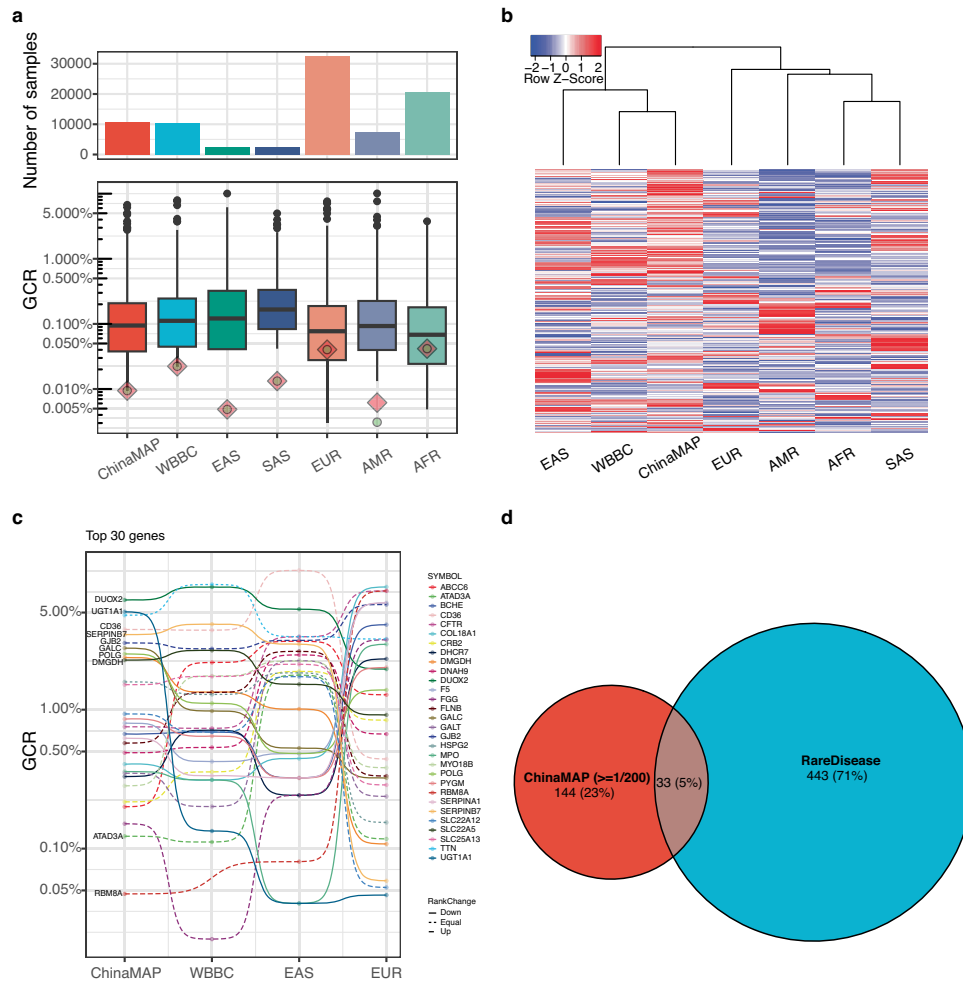 a
Number of samples
30000
20000
10000
0
GCR
5.000%
1.000%
0.500%
0.100%
0.050%
0.010%
0.005%
ChinaMAP
WBBC
EAS
SAS
EUR
AMR
AFR
b
−2 −1 0 1 2
Row Z−Score
EAS
WBBC
ChinaMAP
EUR
AMR
AFR
SAS
c
Top 30 genes
GCR
5.00%
1.00%
0.50%
0.10%
0.05%
DUOX2
UGT1A1
CD36
SERPINB7
GJB2
GALC
POLG
DMGDH
ATAD3A
RBM8A
ChinaMAP
WBBC
EAS
EUR
SYMBOL
ABCC6
ATAD3A
BCHE
CD36
CFTR
COL18A1
CRB2
DHCR7
DMGDH
DNAH9
DUOX2
F5
FGG
FLNB
GALC
GALT
GJB2
HSPG2
MPO
MYO18B
POLG
PYGM
RBM8A
SERPINA1
SERPINB7
SLC22A12
SLC22A5
SLC25A13
TTN
UGT1A1
RankChange
Down
Equal
Up
d
ChinaMAP (>=1/200)
144 (23%)
33 (5%)
RareDisease
443 (71%)